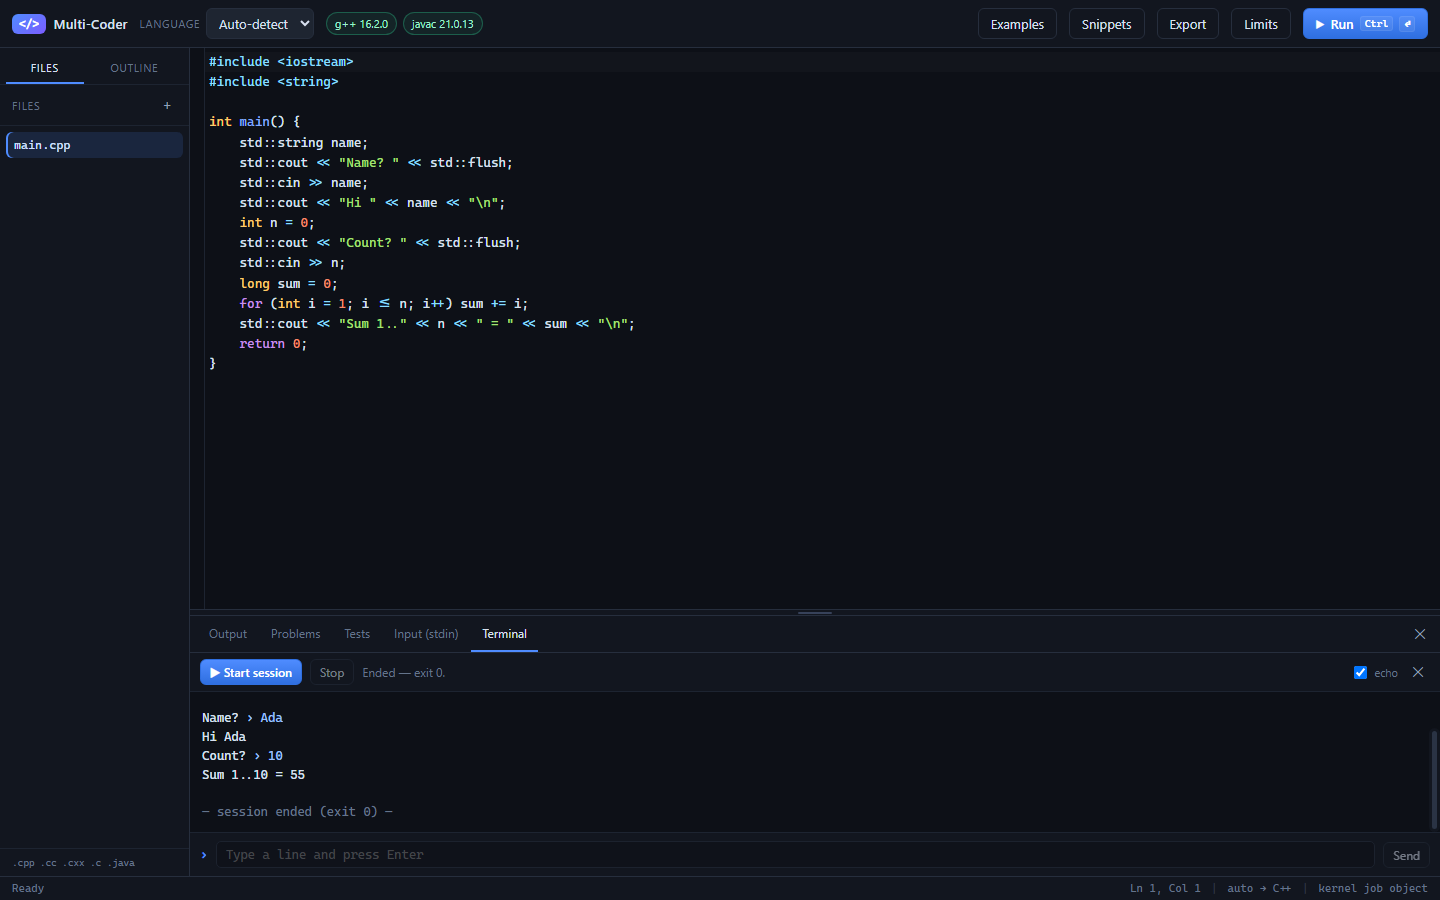 </> Multi-Coder LANGUAGE Auto-detect g++ 16.2.0 javac 21.0.13 Examples Snippets Export Limits ▶ Run Ctrl ⏎
FILES OUTLINE
FILES +
main.cpp
#include <iostream>
#include <string>
int main() {
std::string name;
std::cout << "Name? " << std::flush;
std::cin >> name;
std::cout << "Hi " << name << "\n";
int n = 0;
std::cout << "Count? " << std::flush;
std::cin >> n;
long sum = 0;
for (int i = 1; i <= n; i++) sum += i;
std::cout << "Sum 1.." << n << " = " << sum << "\n";
return 0;
}
Output Problems Tests Input (stdin) Terminal
▶ Start session Stop Ended — exit 0. echo
Name? › Ada
Hi Ada
Count? › 10
Sum 1..10 = 55
— session ended (exit 0) —
› Type a line and press Enter Send
.cpp .cc .cxx .c .java
Ready Ln 1, Col 1 | auto → C++ | kernel job object